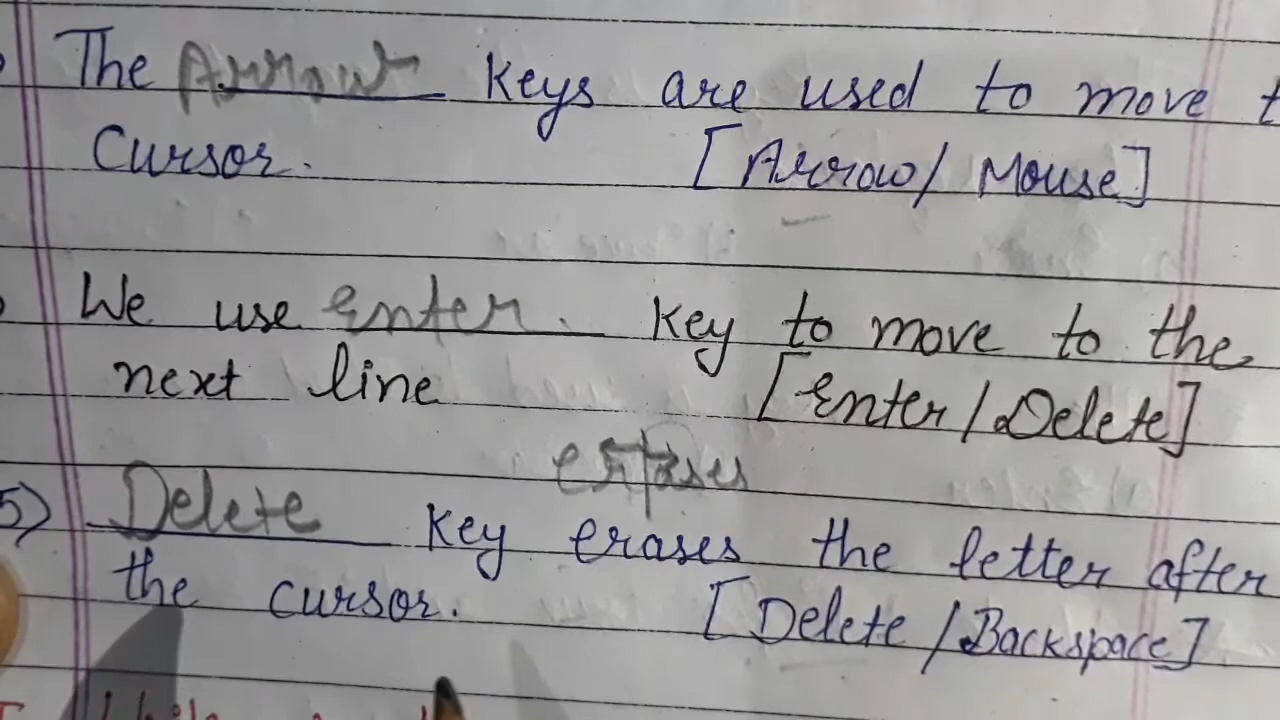 The Arrow keys are used to move t
Cursor. [Arrow/ Mouse]
We use enter. key to move to the
next line [Enter/Delete]
erases
5) Delete key erases the letter after
the cursor. [Delete /Backspace]